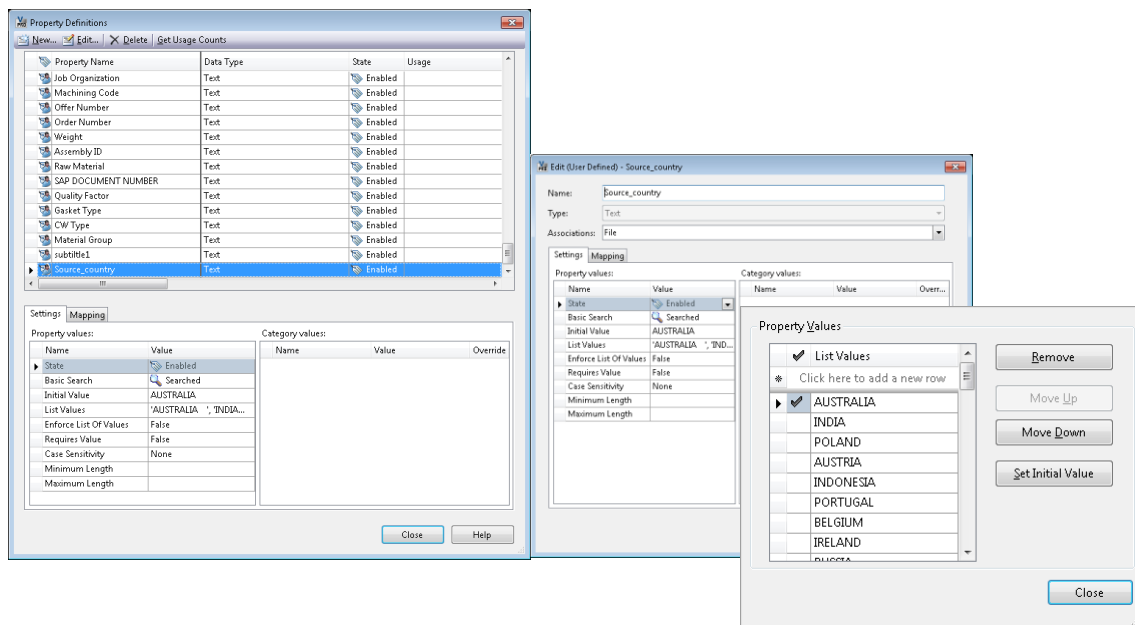 Property Definitions
New... Edit... Delete Get Usage Counts
Property Name Data Type State Usage
Job Organization Text Enabled
Machining Code Text Enabled
Offer Number Text Enabled
Order Number Text Enabled
Weight Text Enabled
Assembly ID Text Enabled
Raw Material Text Enabled
SAP DOCUMENT NUMBER Text Enabled
Quality Factor Text Enabled
Gasket Type Text Enabled
CW Type Text Enabled
Material Group Text Enabled
subtiltle1 Text Enabled
Source_country Text Enabled
Settings Mapping
Property values: Category values:
Name Value Name Value Override
State Enabled
Basic Search Searched
Initial Value AUSTRALIA
List Values 'AUSTRALIA ', 'INDIA...
Enforce List Of Values False
Requires Value False
Case Sensitivity None
Minimum Length
Maximum Length
Close Help
Edit (User Defined) - Source_country
Name: Source_country
Type: Text
Associations: File
Settings Mapping
Property values: Category values:
Name Value Name Value Overr...
State Enabled
Basic Search Searched
Initial Value AUSTRALIA
List Values 'AUSTRALIA ', 'IND...
Enforce List Of Values False
Requires Value False
Case Sensitivity None
Minimum Length
Maximum Length
Property Values
List Values
Click here to add a new row
AUSTRALIA
INDIA
POLAND
AUSTRIA
INDONESIA
PORTUGAL
BELGIUM
IRELAND
RUSSIA
Remove
Move Up
Move Down
Set Initial Value
Close